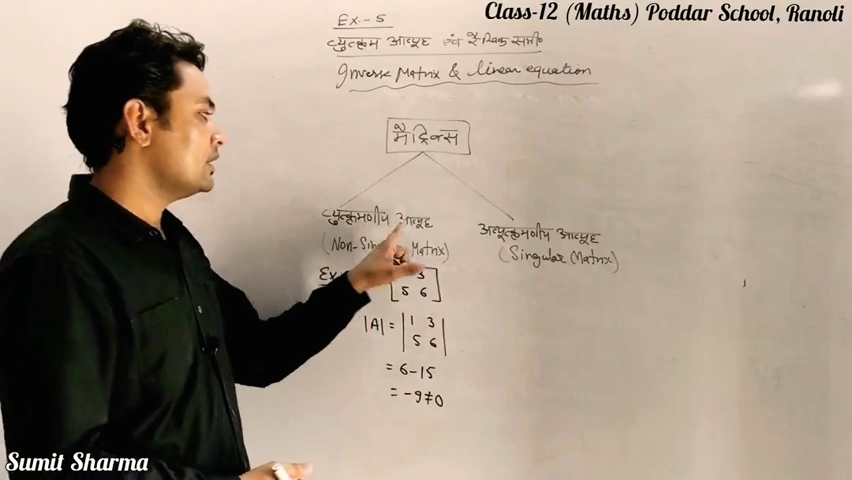 Class-12 (Maths) Poddar School, Ranoli
Ex.-5
व्युत्क्रम आव्यूह एवं रैखिक समी०
Inverse Matrix & linear equation
मैट्रिक्स
व्युत्क्रमणीय आव्यूह
(Non-Singular Matrix)
अव्युत्क्रमणीय आव्यूह
(Singular Matrix)
Ex. 3
5 6
|A| = | 1 3
5 6 |
= 6-15
= -9≠0
Sumit Sharma